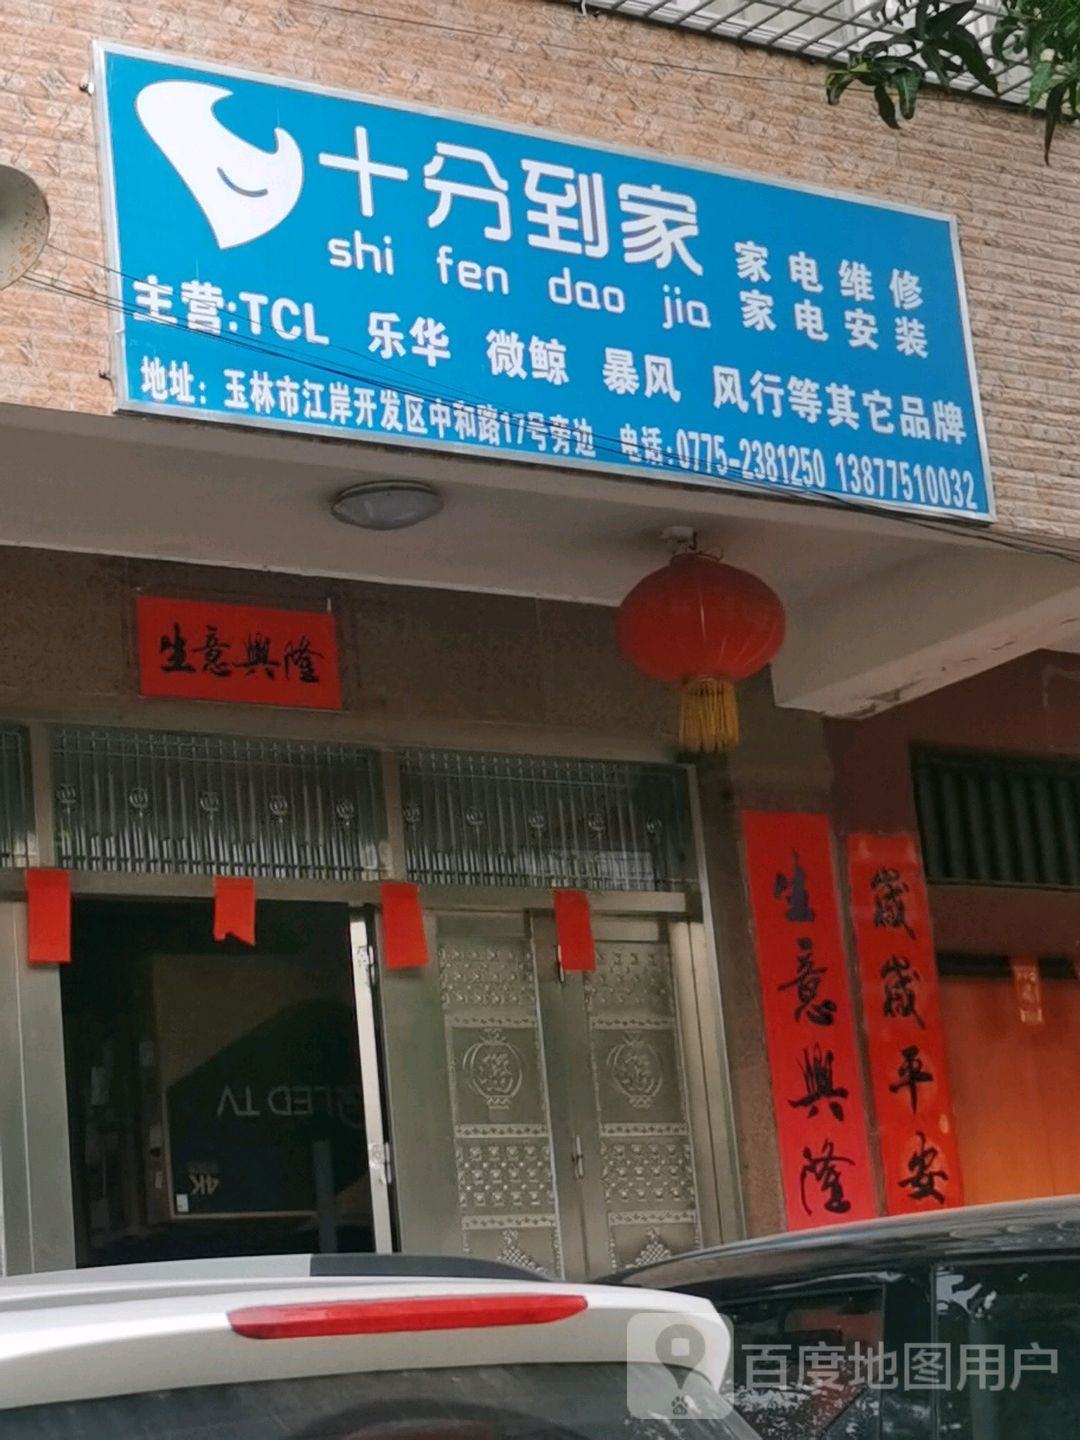 十分到家
shi fen dao jia
家电维修
家电安装
主营:TCL 乐华 微鲸 暴风 风行等其它品牌
地址：玉林市江岸开发区中和路17号旁边 电话:0775-2381250 13877510032
生意興隆
生意興隆
歲歲平安
LED TV
4K
百度地图用户